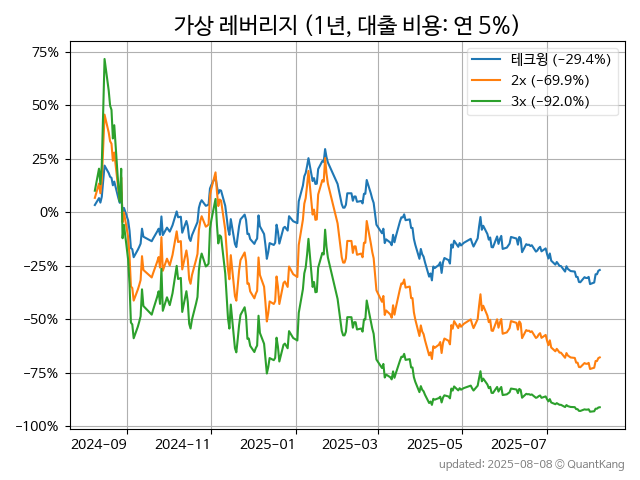 가상 레버리지 (1년, 대출 비용: 연 5%)
테크윙 (−29.4%)
2x (−69.9%)
3x (−92.0%)
75%
50%
25%
0%
−25%
−50%
−75%
−100%
2024-09 2024-11 2025-01 2025-03 2025-05 2025-07
updated: 2025-08-08 © QuantKang